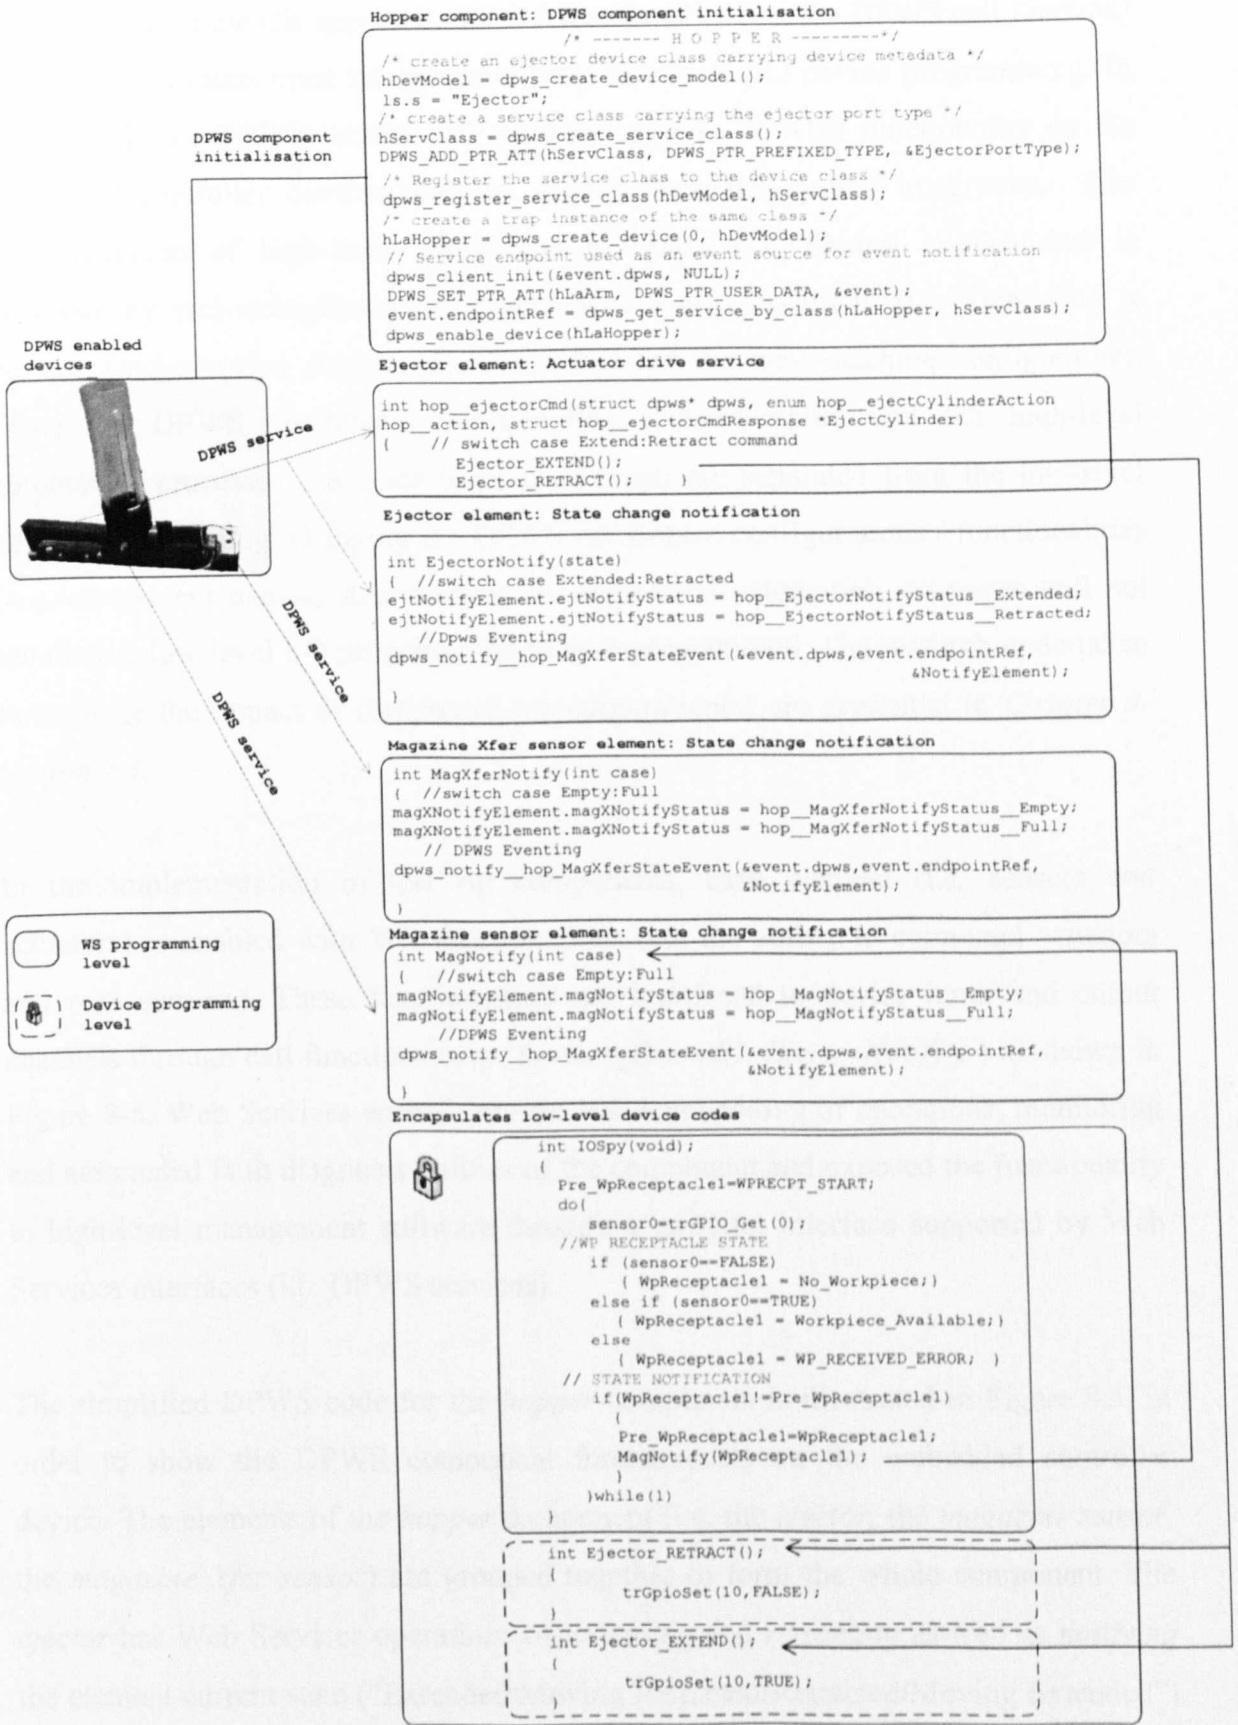 Hopper component: DPWS component initialisation
/* ------- H O P P E R ---------*/
/* create an ejector device class carrying device metadata */
hDevModel = dpws_create_device_model();
ls.s = "Ejector";
/* create a service class carrying the ejector port type */
hServClass = dpws_create_service_class();
DPWS_ADD_PTR_ATT(hServClass, DPWS_PTR_PREFIXED_TYPE, &EjectorPortType);
/* Register the service class to the device class */
dpws_register_service_class(hDevModel, hServClass);
/* create a trap instance of the same class */
hLaHopper = dpws_create_device(0, hDevModel);
// Service endpoint used as an event source for event notification
dpws_client_init(&event.dpws, NULL);
DPWS_SET_PTR_ATT(hLaArm, DPWS_PTR_USER_DATA, &event);
event.endpointRef = dpws_get_service_by_class(hLaHopper, hServClass);
dpws_enable_device(hLaHopper);
DPWS component
initialisation
DPWS enabled
devices
Ejector element: Actuator drive service
int hop__ejectorCmd(struct dpws* dpws, enum hop__ejectCylinderAction
hop__action, struct hop__ejectorCmdResponse *EjectCylinder)
{ // switch case Extend:Retract command
Ejector_EXTEND();
Ejector_RETRACT(); }
DPWS service
Ejector element: State change notification
int EjectorNotify(state)
{ //switch case Extended:Retracted
ejtNotifyElement.ejtNotifyStatus = hop__EjectorNotifyStatus__Extended;
ejtNotifyElement.ejtNotifyStatus = hop__EjectorNotifyStatus__Retracted;
//Dpws Eventing
dpws_notify__hop_MagXferStateEvent(&event.dpws,event.endpointRef,
&NotifyElement);
}
DPWS service
DPWS service
Magazine Xfer sensor element: State change notification
int MagXferNotify(int case)
{ //switch case Empty:Full
magXNotifyElement.magXNotifyStatus = hop__MagXferNotifyStatus__Empty;
magXNotifyElement.magXNotifyStatus = hop__MagXferNotifyStatus__Full;
// DPWS Eventing
dpws_notify__hop_MagXferStateEvent(&event.dpws,event.endpointRef,
&NotifyElement);
}
WS programming
level
Device programming
level
Magazine sensor element: State change notification
int MagNotify(int case)
{ //switch case Empty:Full
magNotifyElement.magNotifyStatus = hop__MagNotifyStatus__Empty;
magNotifyElement.magNotifyStatus = hop__MagNotifyStatus__Full;
//DPWS Eventing
dpws_notify__hop_MagXferStateEvent(&event.dpws,event.endpointRef,
&NotifyElement);
}
Encapsulates low-level device codes
int IOSpy(void);
{
Pre_WpReceptacle1=WPRECPT_START;
do{
sensor0=trGPIO_Get(0);
//WP RECEPTACLE STATE
if (sensor0==FALSE)
{ WpReceptacle1 = No_Workpiece;}
else if (sensor0==TRUE)
{ WpReceptacle1 = Workpiece_Available;}
else
{ WpReceptacle1 = WP_RECEIVED_ERROR; }
// STATE NOTIFICATION
if(WpReceptacle1!=Pre_WpReceptacle1)
{
Pre_WpReceptacle1=WpReceptacle1;
MagNotify(WpReceptacle1);
}
}while(1)
}
int Ejector_RETRACT();
{
trGpioSet(10,FALSE);
}
int Ejector_EXTEND();
{
trGpioSet(10,TRUE);
}